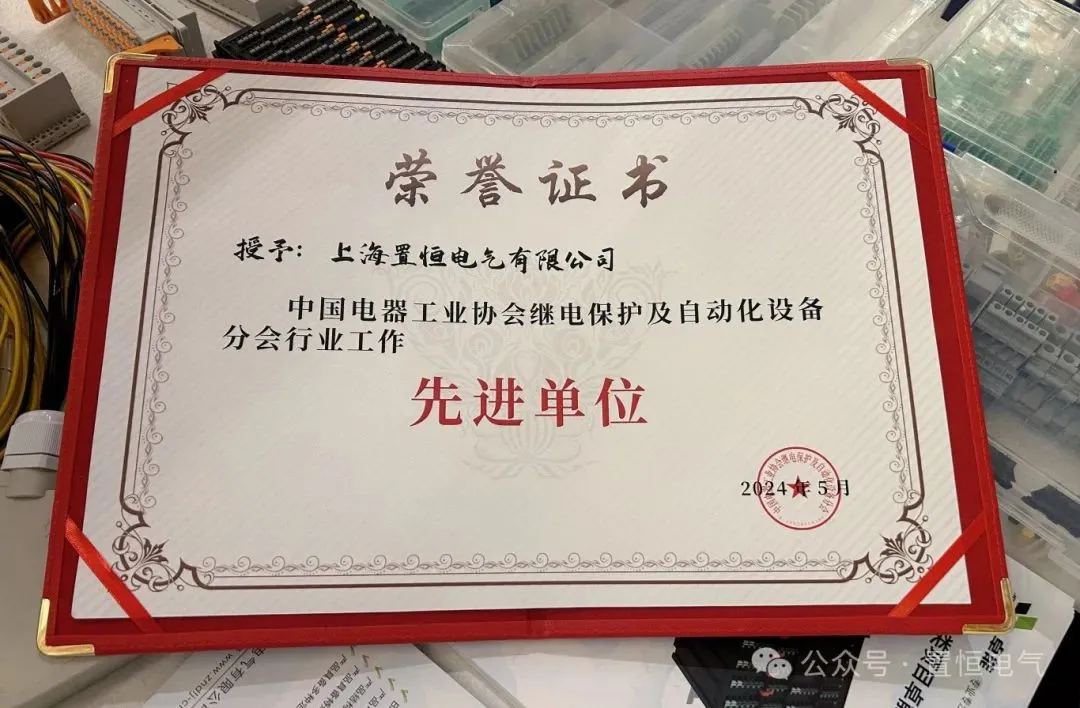 荣誉证书
授予：上海置恒电气有限公司
中国电器工业协会继电保护及自动化设备
分会行业工作
先进单位
2024年5月
公众号·置恒电气